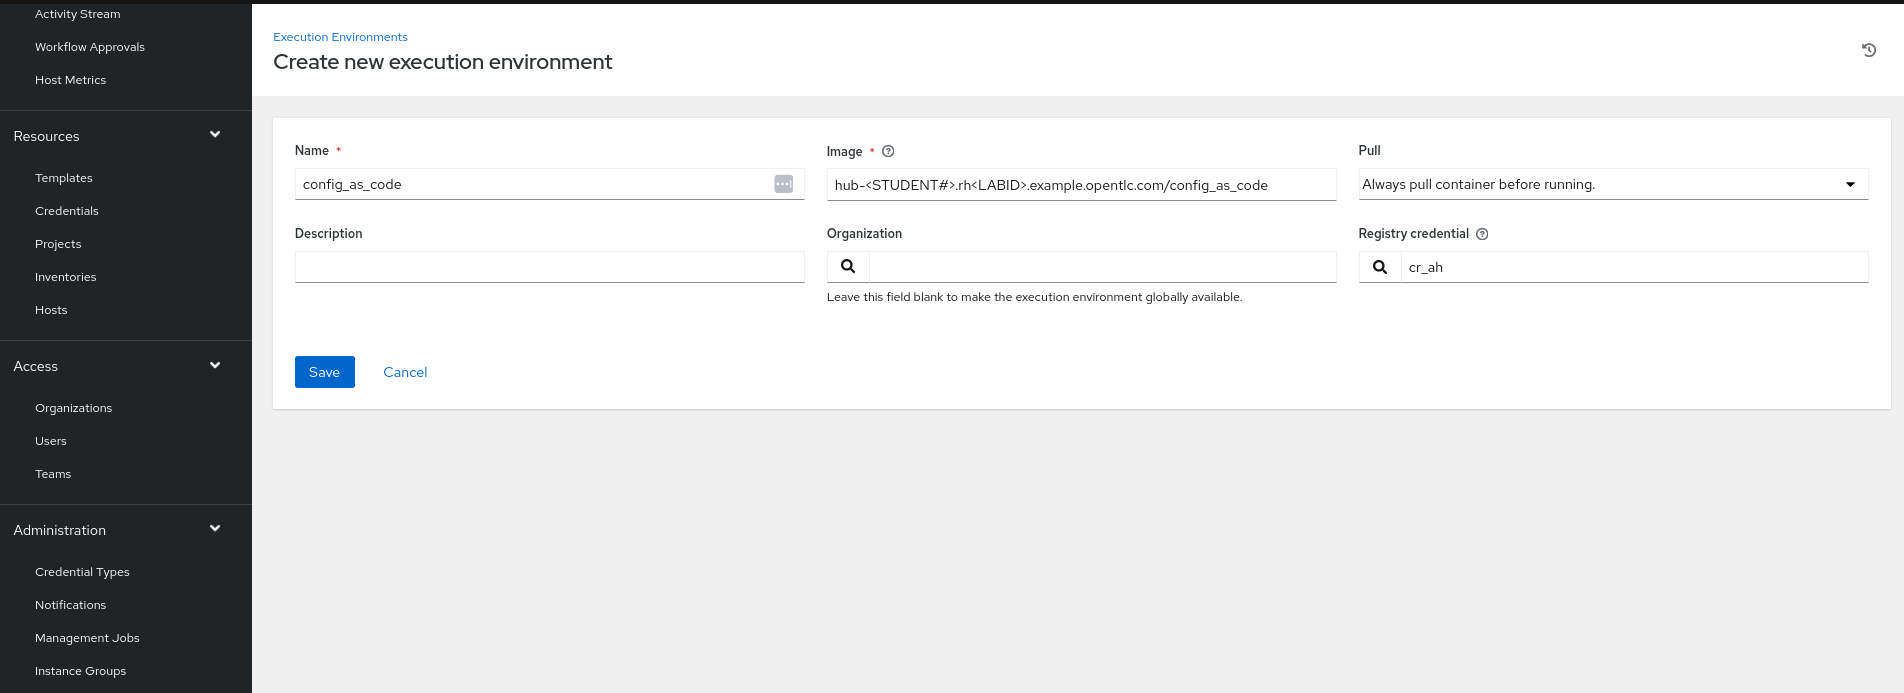 Activity Stream
Workflow Approvals
Host Metrics
Resources
Templates
Credentials
Projects
Inventories
Hosts
Access
Organizations
Users
Teams
Administration
Credential Types
Notifications
Management Jobs
Instance Groups
Execution Environments
Create new execution environment
Name *
config_as_code
Image *
hub-<STUDENT#>.rh<LABID>.example.opentlc.com/config_as_code
Pull
Always pull container before running.
Description
Organization
Leave this field blank to make the execution environment globally available.
Registry credential
cr_ah
Save Cancel